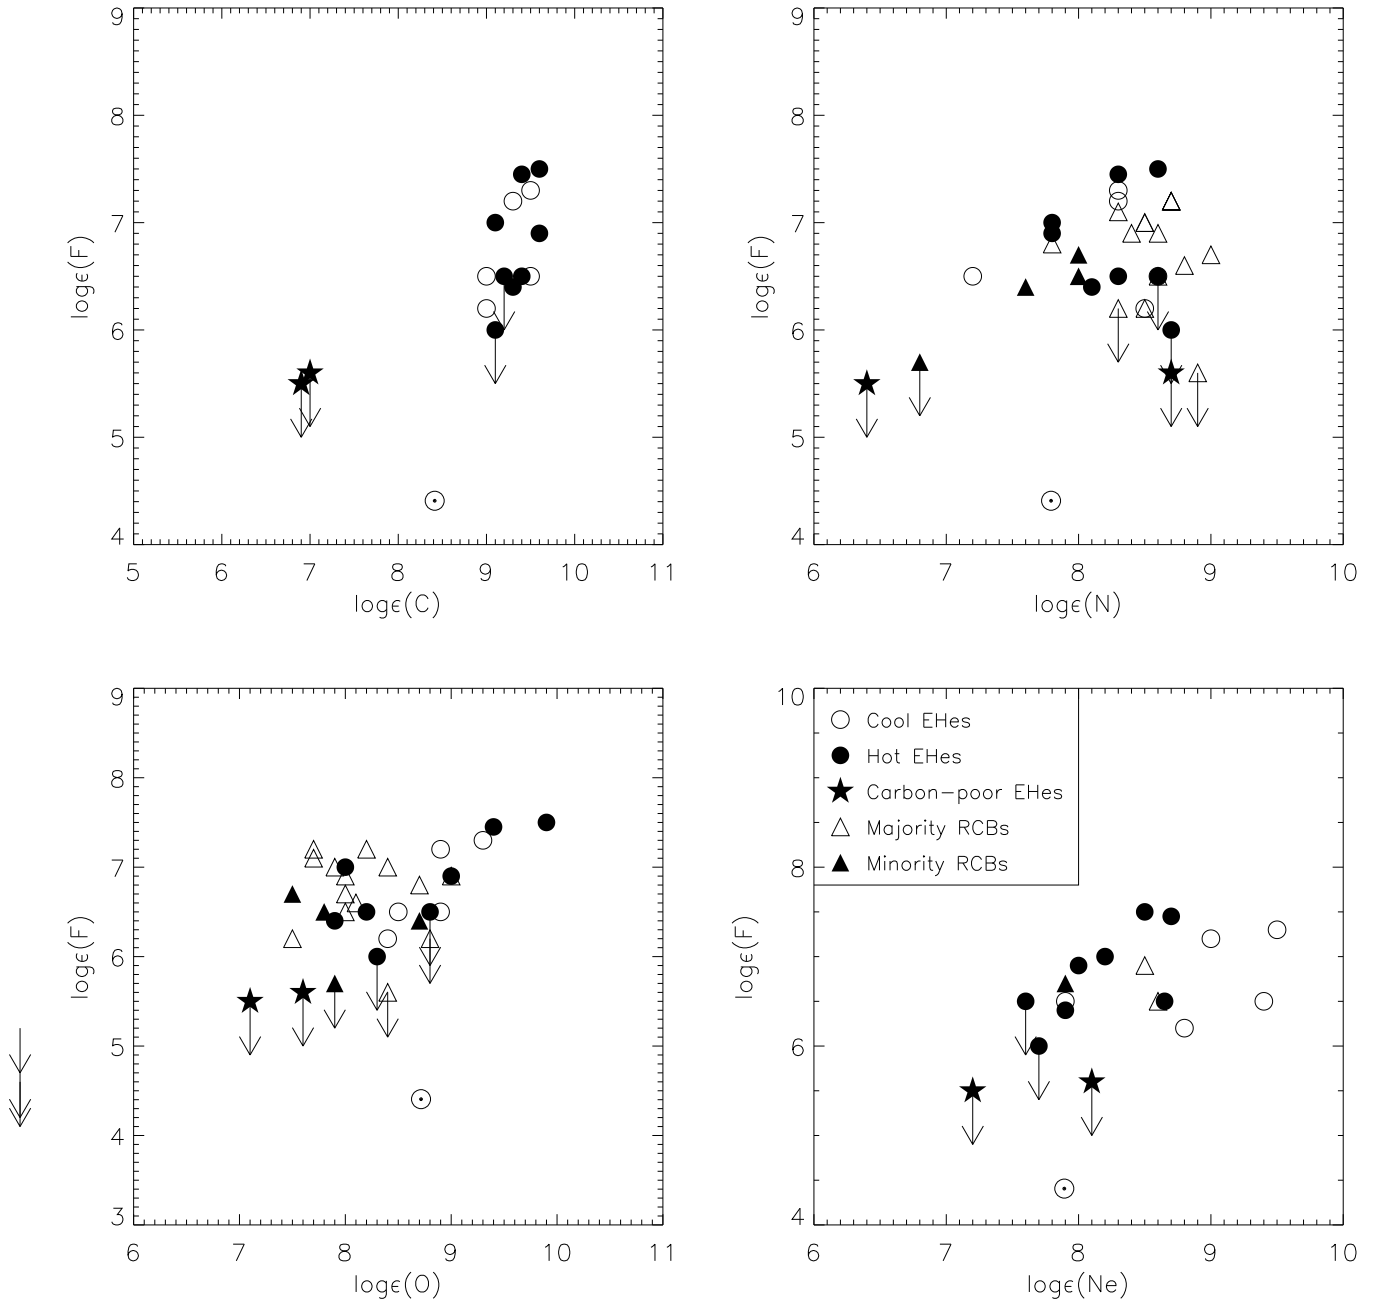 9
8
7
6
5
4
logϵ(F)
5 6 7 8 9 10 11
logϵ(C)
9
8
7
6
5
4
logϵ(F)
6 7 8 9 10
logϵ(N)
9
8
7
6
5
4
3
logϵ(F)
6 7 8 9 10 11
logϵ(O)
10
8
6
4
logϵ(F)
Cool EHes
Hot EHes
Carbon-poor EHes
Majority RCBs
Minority RCBs
6 7 8 9 10
logϵ(Ne)